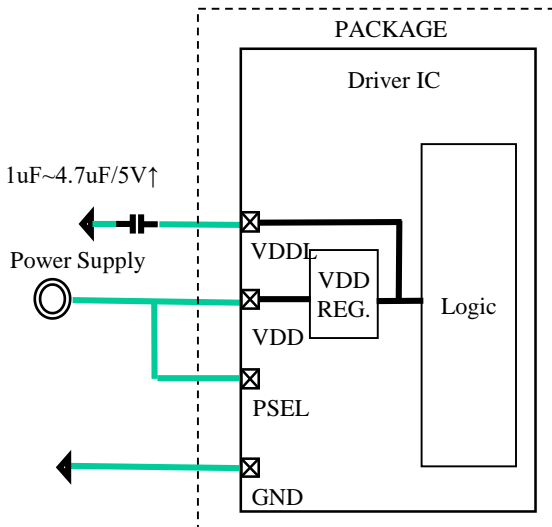 PACKAGE
Driver IC
1uF~4.7uF/5V↑
VDDL
Power Supply
VDD
REG.
Logic
VDD
PSEL
GND